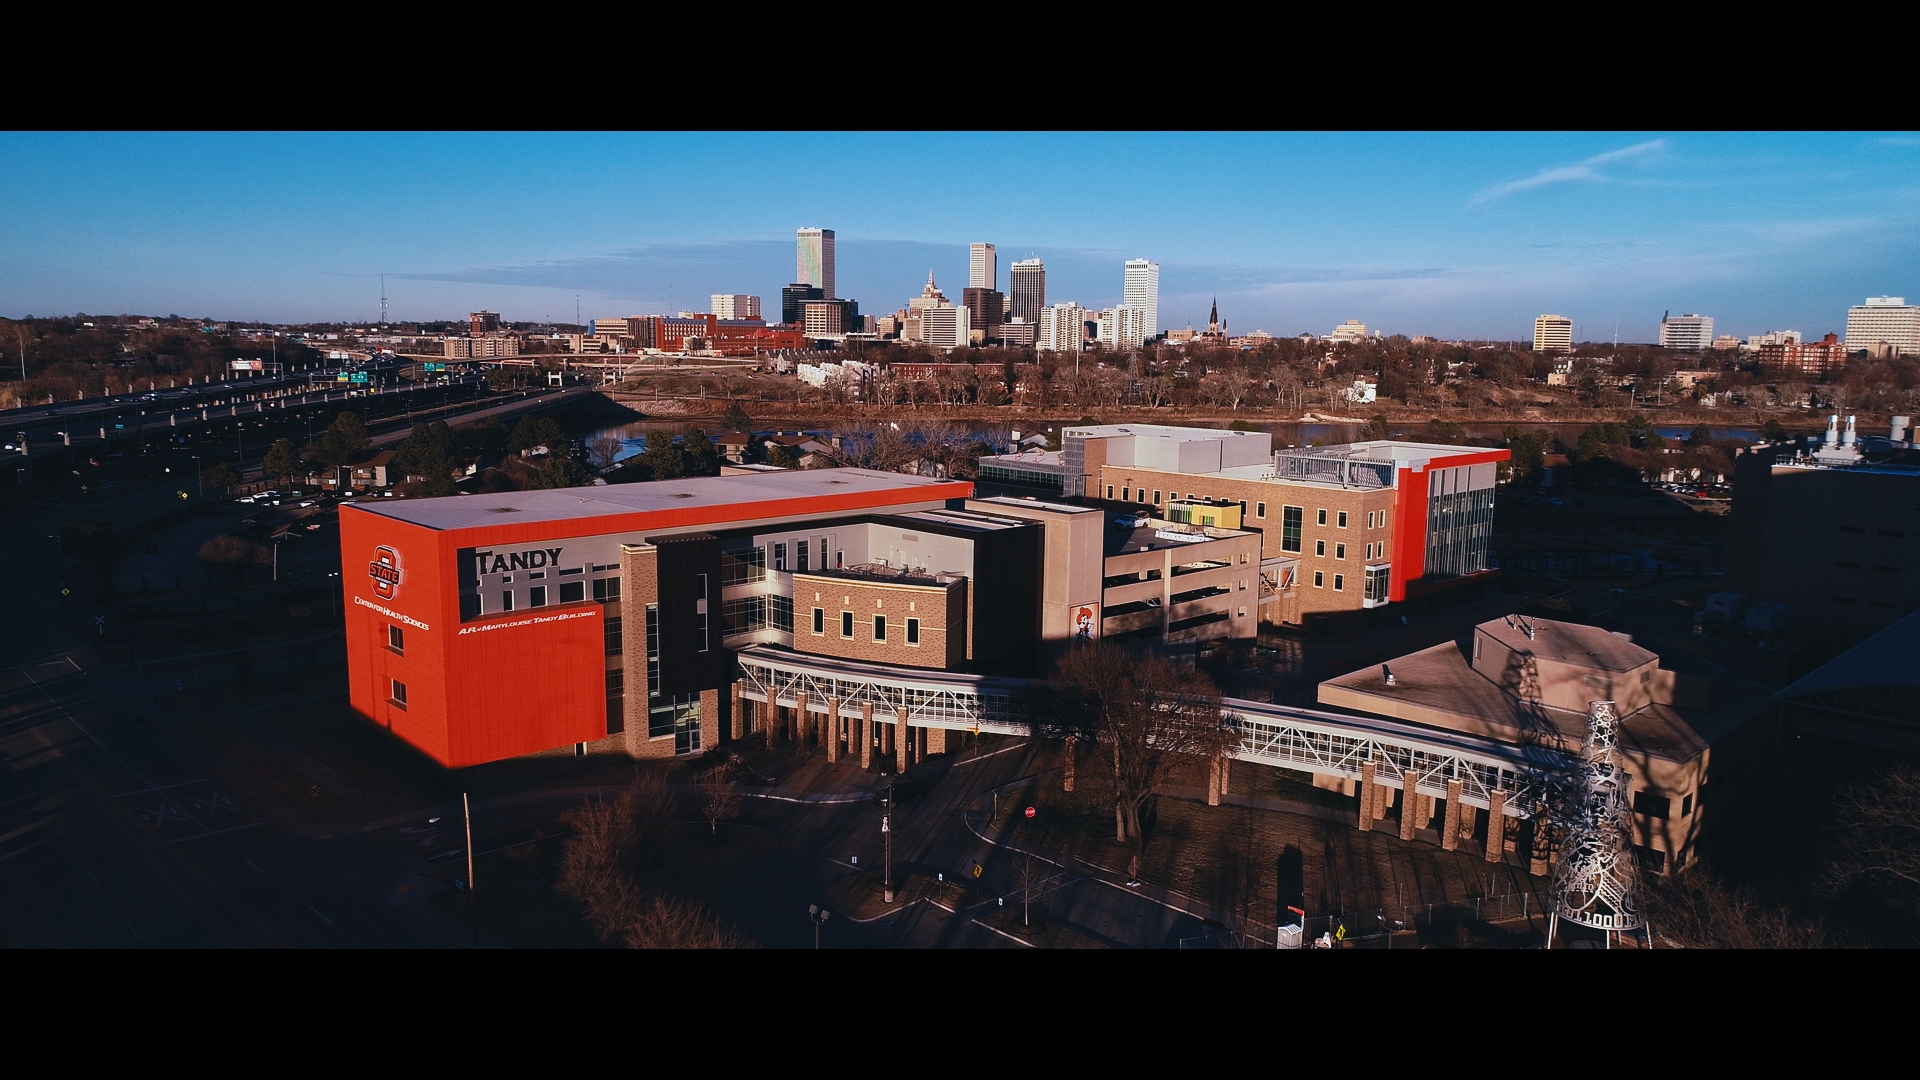 TANDY
STATE
CENTER FOR HEALTH SCIENCES
A.R. & MARYLOUISE TANDY BUILDING